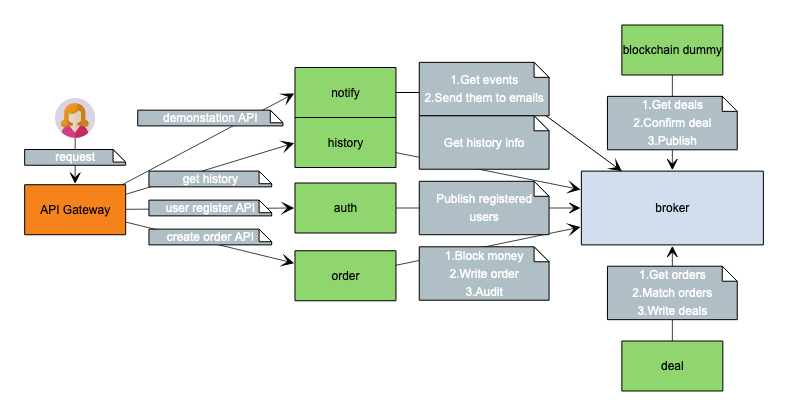 blockchain dummy
notify
1.Get events
2.Send them to emails
1.Get deals
2.Confirm deal
3.Publish
demonstation API
history
Get history info
request
get history
API Gateway
user register API
auth
Publish registered
users
broker
create order API
order
1.Block money
2.Write order
3.Audit
1.Get orders
2.Match orders
3.Write deals
deal